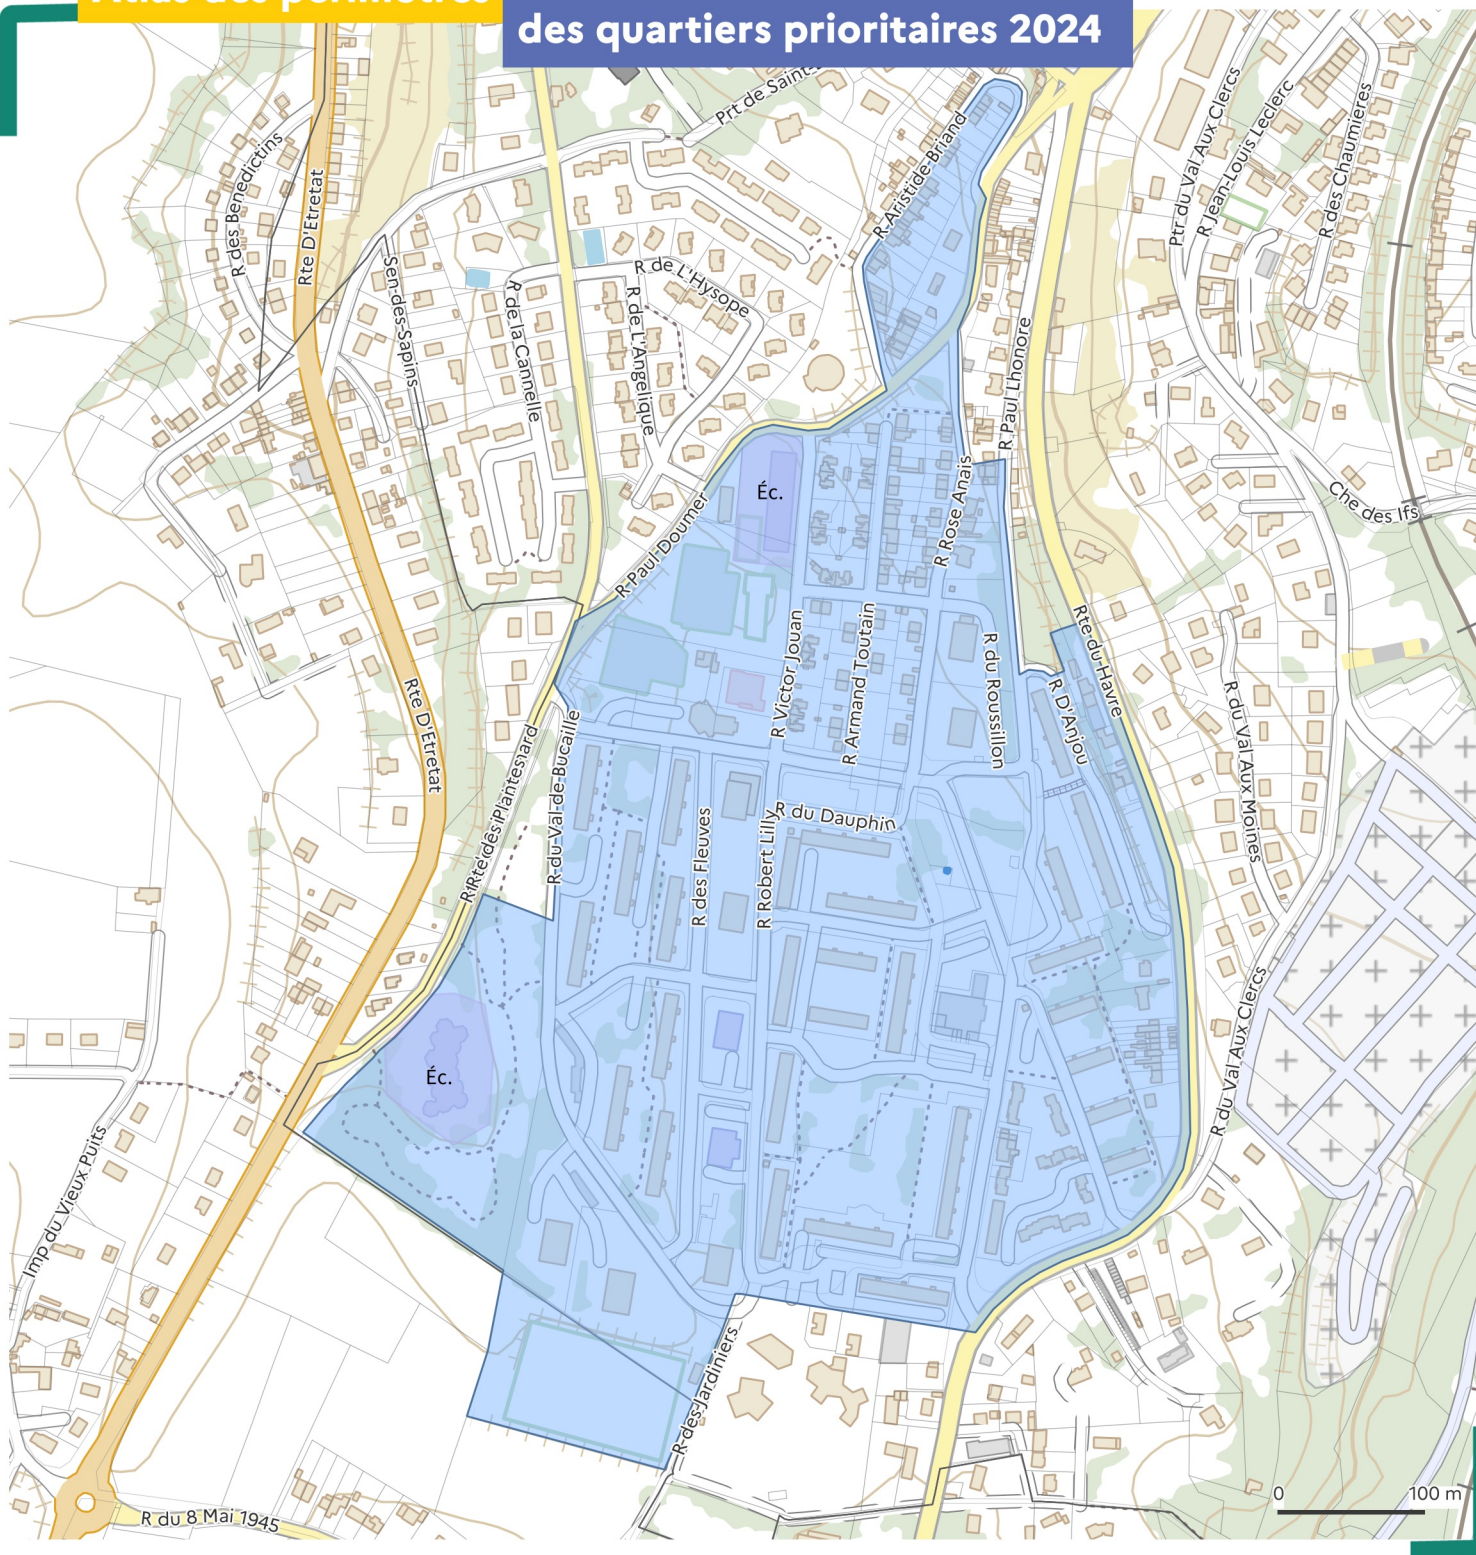 Atlas des périmètres
des quartiers prioritaires 2024
Prt de Saint-
R Aristide-Briand
Ptr du Val Aux Clercs
R Jean-Louis Leclerc
R des Chaumieres
R des Benedictins
Rte D'Etretat
Sen-des-Sapins
R de la Cannelle
R de L'Hysope
R de L'Angelique
R Paul Lhonore
R Paul Doumer
Éc.
R Rose Anais
Che des Ifs
R Victor Jouan
R Armand Toutain
R du Roussillon
R D'Anjou
Rte du Havre
R du Val Aux Moines
Rte D'Etretat
R du Val-de-Bucaille
R des Fleuves
R Robert Lilly
R du Dauphin
R du Val Aux Clercs
Éc.
Imp du Vieux Puits
R-des-Jardiniers
R du 8 Mai 1945
0 100 m